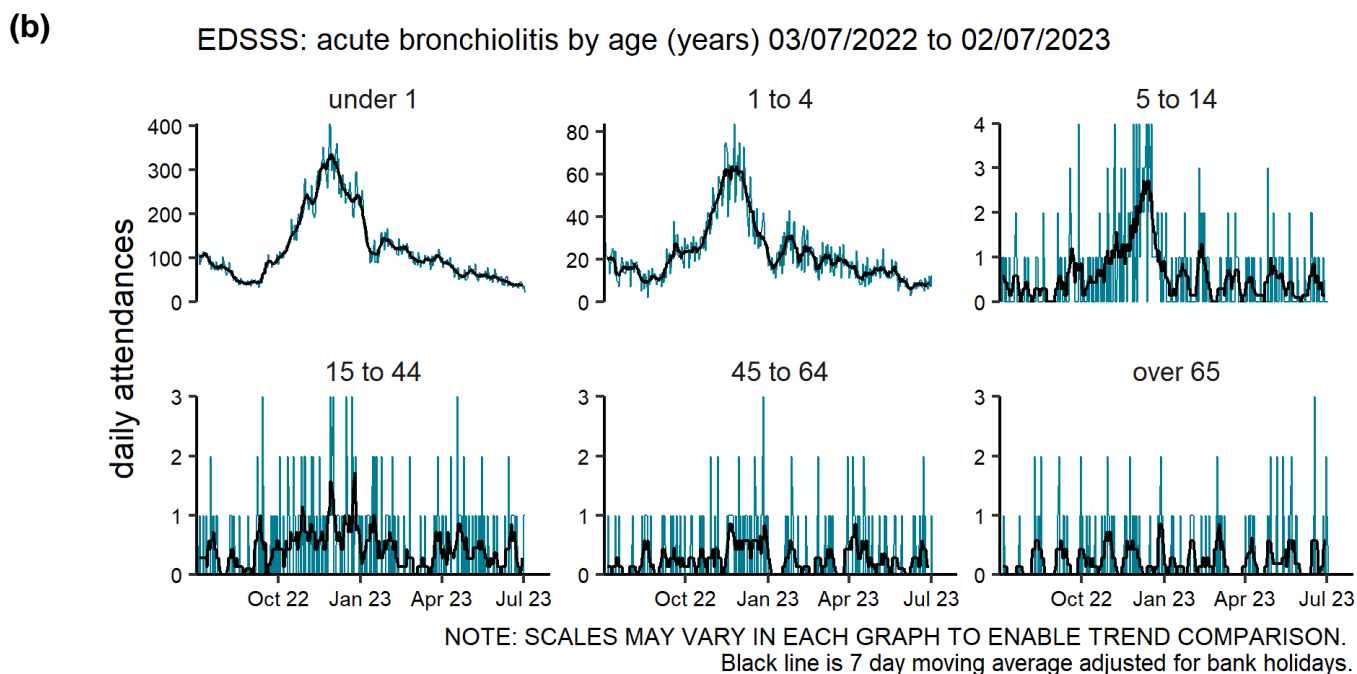 (b)
EDSSS: acute bronchiolitis by age (years) 03/07/2022 to 02/07/2023
daily attendances
under 1
400
300
200
100
0
1 to 4
80
60
40
20
0
5 to 14
4
3
2
1
0
15 to 44
3
2
1
0
Oct 22 Jan 23 Apr 23 Jul 23
45 to 64
3
2
1
0
Oct 22 Jan 23 Apr 23 Jul 23
over 65
3
2
1
0
Oct 22 Jan 23 Apr 23 Jul 23
NOTE: SCALES MAY VARY IN EACH GRAPH TO ENABLE TREND COMPARISON.
Black line is 7 day moving average adjusted for bank holidays.